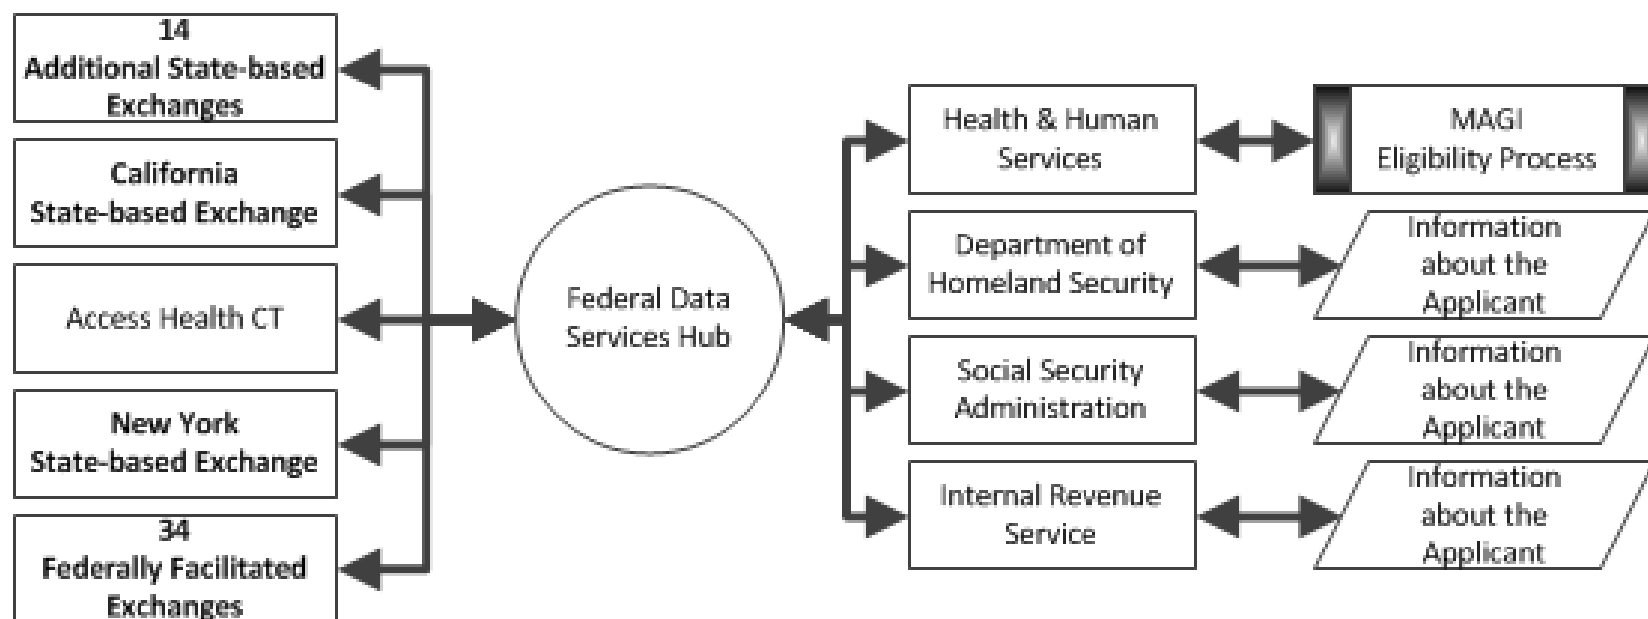 14
Additional State-based
Exchanges
California
State-based Exchange
Access Health CT
New York
State-based Exchange
34
Federally Facilitated
Exchanges
Federal Data
Services Hub
Health & Human
Services
Department of
Homeland Security
Social Security
Administration
Internal Revenue
Service
MAGI
Eligibility Process
Information
about the
Applicant
Information
about the
Applicant
Information
about the
Applicant